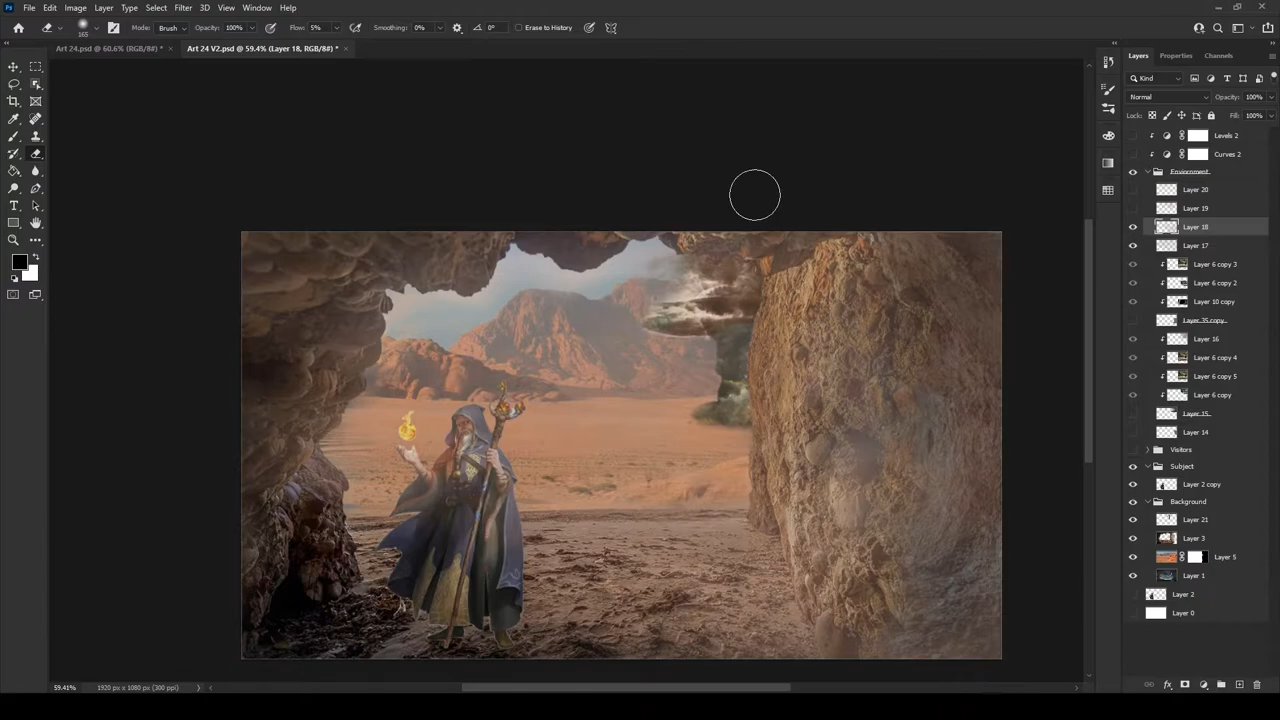 File Edit Image Layer Type Select Filter 3D View Window Help
165 Mode: Brush Opacity: 100% Flow: 5% Smoothing: 0% 0° Erase to History
Art 24.psd @ 60.6% (RGB/8#) * × Art 24 V2.psd @ 59.4% (Layer 18, RGB/8#) * ×
Layers Properties Channels
Kind
Normal Opacity: 100%
Lock: Fill: 100%
Levels 2
Curves 2
Environment
Layer 20
Layer 19
Layer 18
Layer 17
Layer 6 copy 3
Layer 6 copy 2
Layer 10 copy
Layer 35 copy
Layer 16
Layer 6 copy 4
Layer 6 copy 5
Layer 6 copy
Layer 15
Layer 14
Visitors
Subject
Layer 2 copy
Background
Layer 21
Layer 3
Layer 5
Layer 1
Layer 2
Layer 0
59.41% 1920 px x 1080 px (300 ppi)